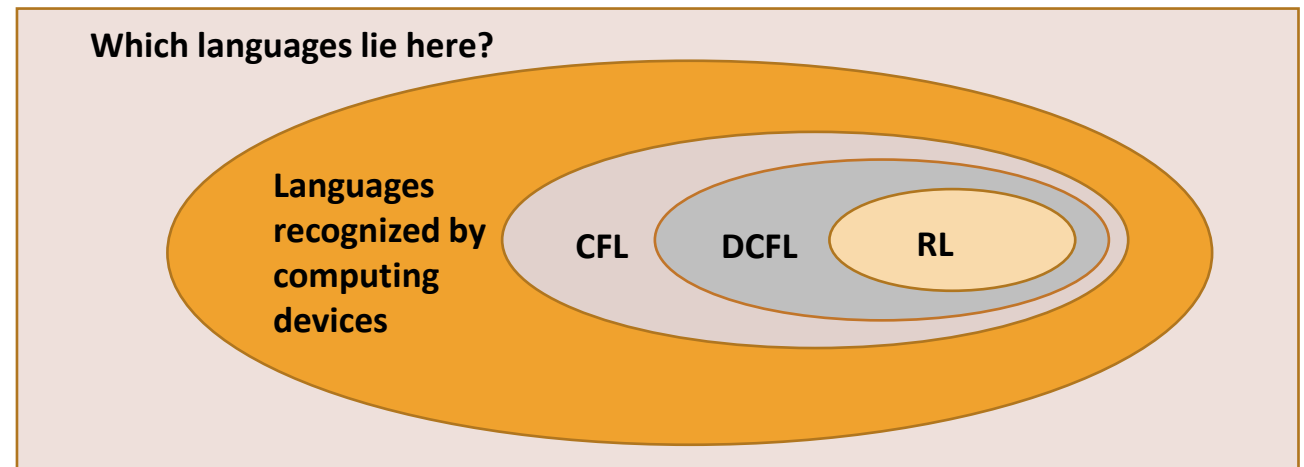 Which languages lie here?
Languages
recognized by
computing
devices
CFL
DCFL
RL